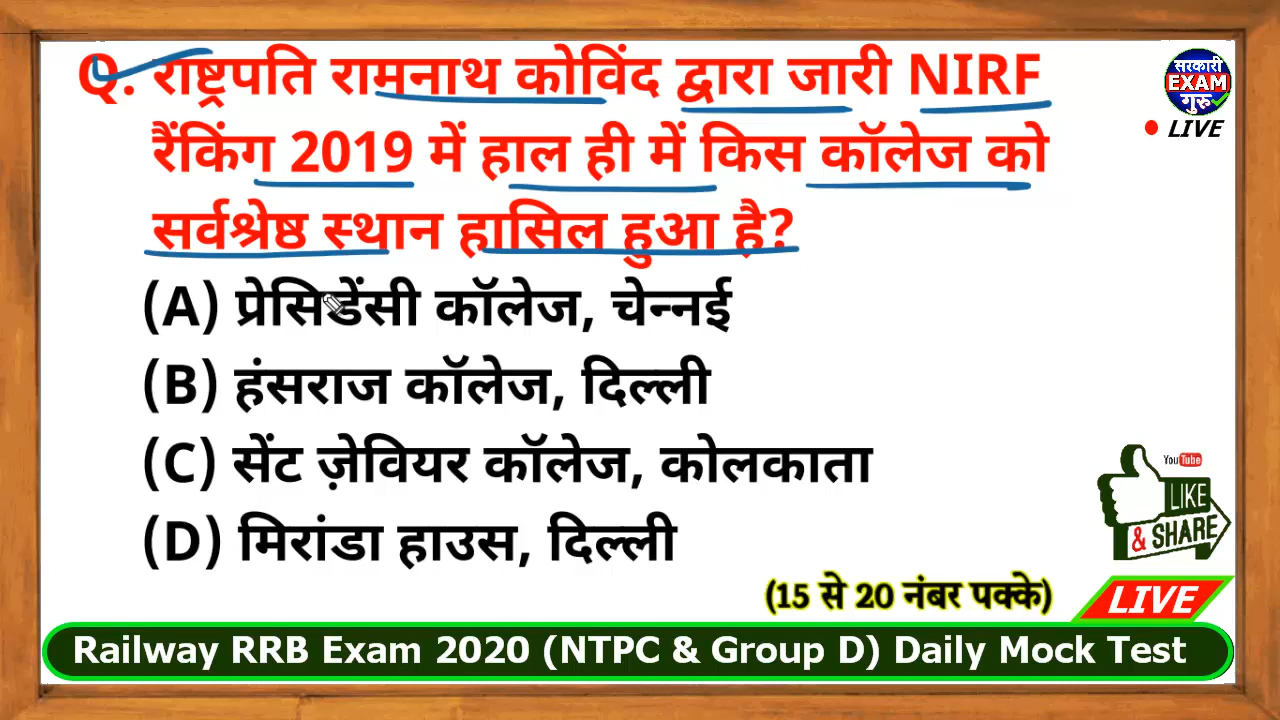 Q. राष्ट्रपति रामनाथ कोविंद द्वारा जारी NIRF
रैंकिंग 2019 में हाल ही में किस कॉलेज को
सर्वश्रेष्ठ स्थान हासिल हुआ है?
(A) प्रेसिडेंसी कॉलेज, चेन्नई
(B) हंसराज कॉलेज, दिल्ली
(C) सेंट ज़ेवियर कॉलेज, कोलकाता
(D) मिरांडा हाउस, दिल्ली
(15 से 20 नंबर पक्के)
सरकारी
EXAM
गुरु
LIVE
YouTube
LIKE
& SHARE
LIVE
Railway RRB Exam 2020 (NTPC & Group D) Daily Mock Test